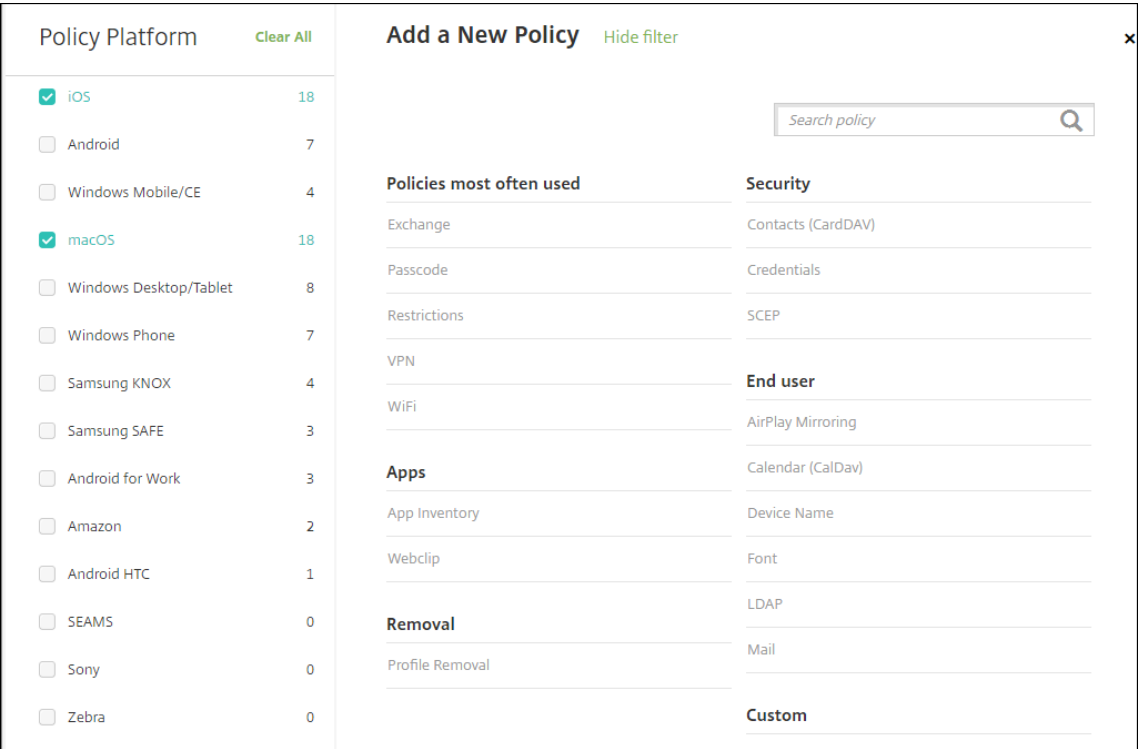 Policy Platform
Clear All
iOS 18
Android 7
Windows Mobile/CE 4
macOS 18
Windows Desktop/Tablet 8
Windows Phone 7
Samsung KNOX 4
Samsung SAFE 3
Android for Work 3
Amazon 2
Android HTC 1
SEAMS 0
Sony 0
Zebra 0
Add a New Policy
Hide filter
×
Search policy
Policies most often used
Exchange
Passcode
Restrictions
VPN
WiFi
Apps
App Inventory
Webclip
Removal
Profile Removal
Security
Contacts (CardDAV)
Credentials
SCEP
End user
AirPlay Mirroring
Calendar (CalDav)
Device Name
Font
LDAP
Mail
Custom